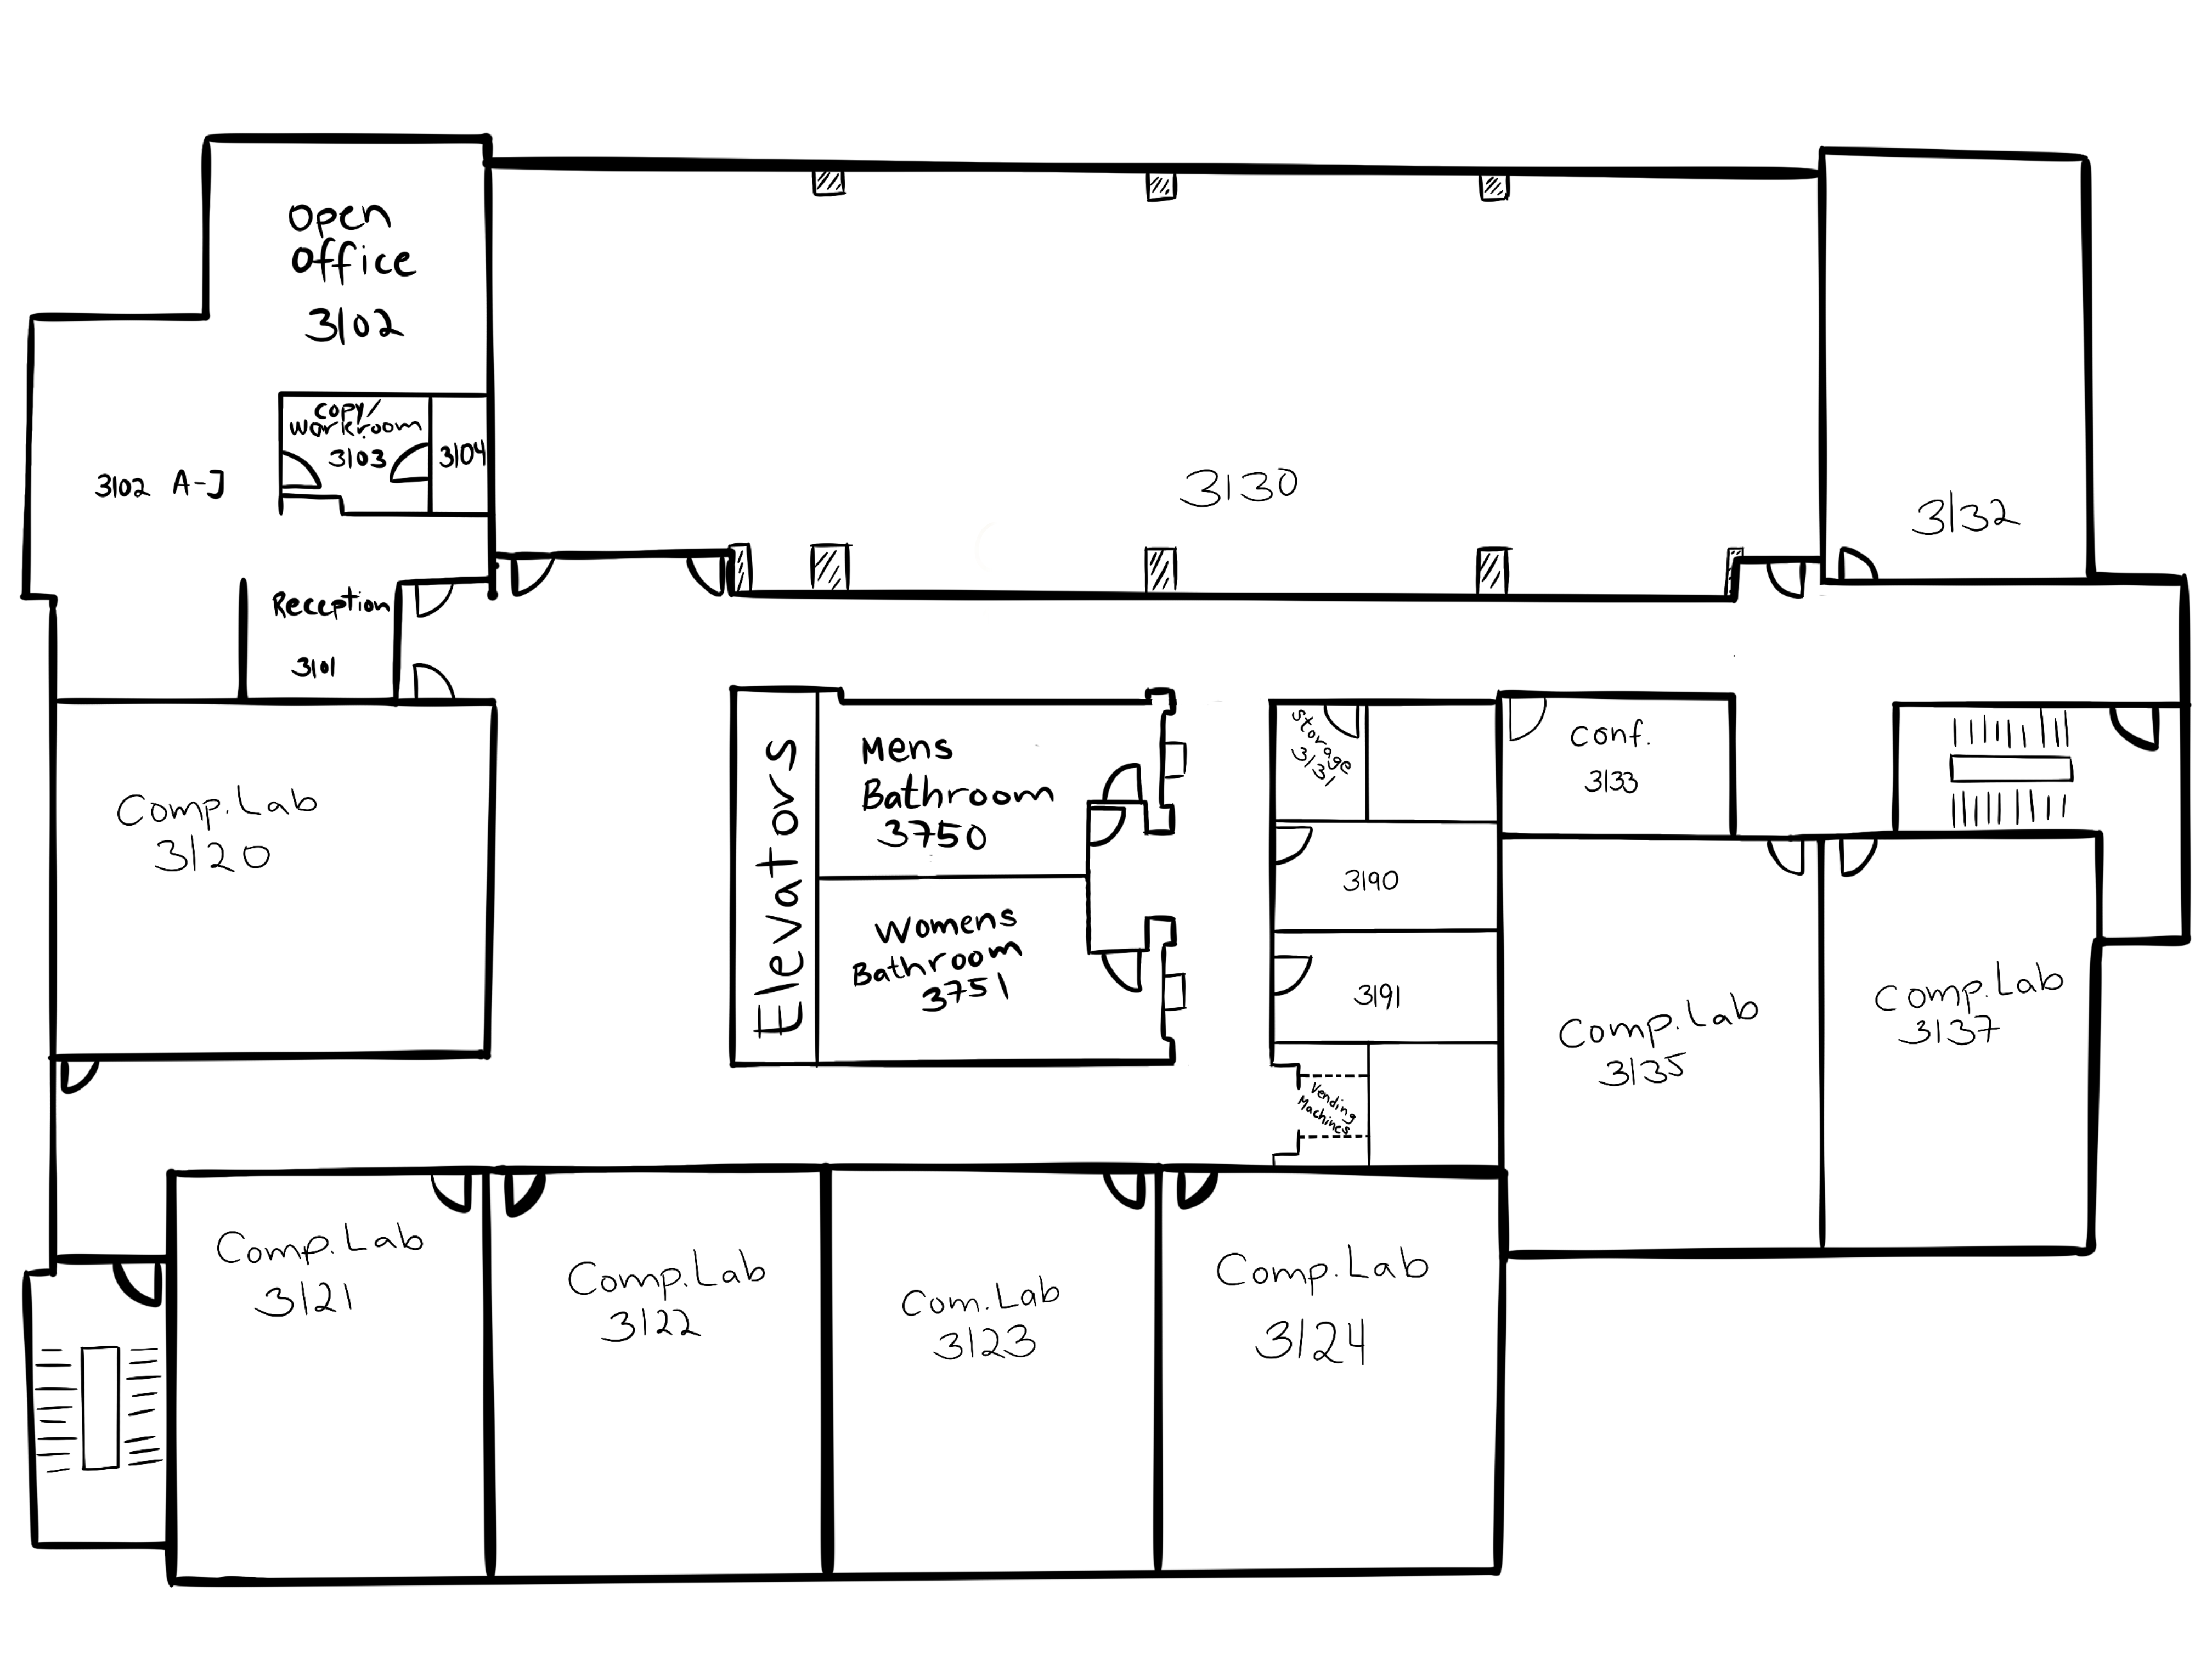 Open
Office
3102
Copy/
Workroom
3103
3104
3102 A-J
3130
3132
Reception
3101
Elevators
Mens
Bathroom
3750
Womens
Bathroom
3751
Storage
3131
3190
3191
Vending
Machines
Conf.
3133
Comp.Lab
3120
Comp.Lab
3135
Comp.Lab
3137
Comp.Lab
3121
Comp.Lab
3122
Com.Lab
3123
Comp.Lab
3124